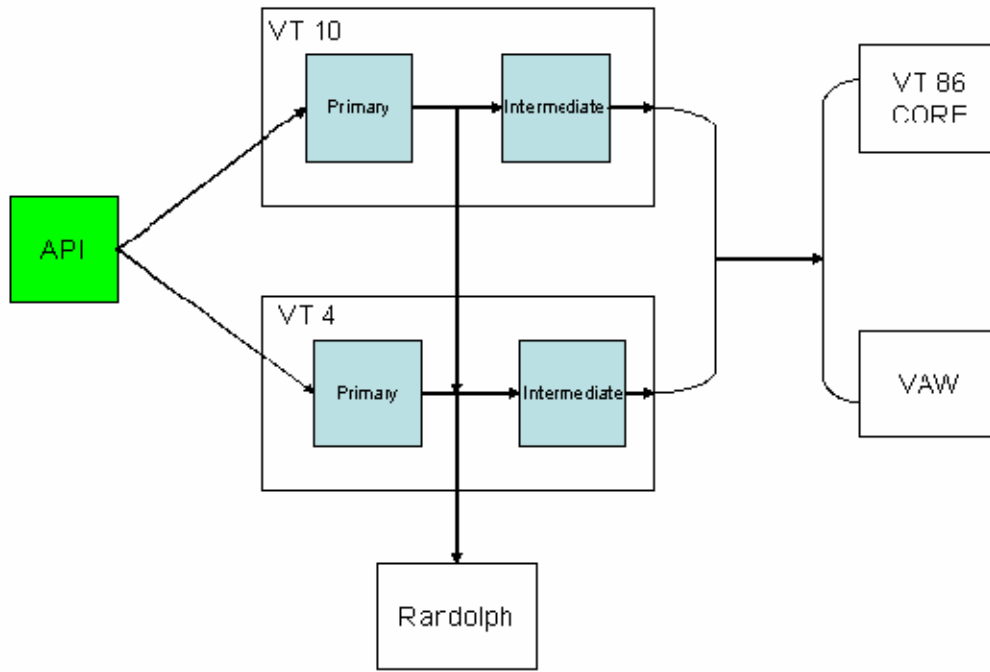 VT 10
Primary
Intermediate
VT 86
CORE
API
VT 4
Primary
Intermediate
VAW
Rardolph